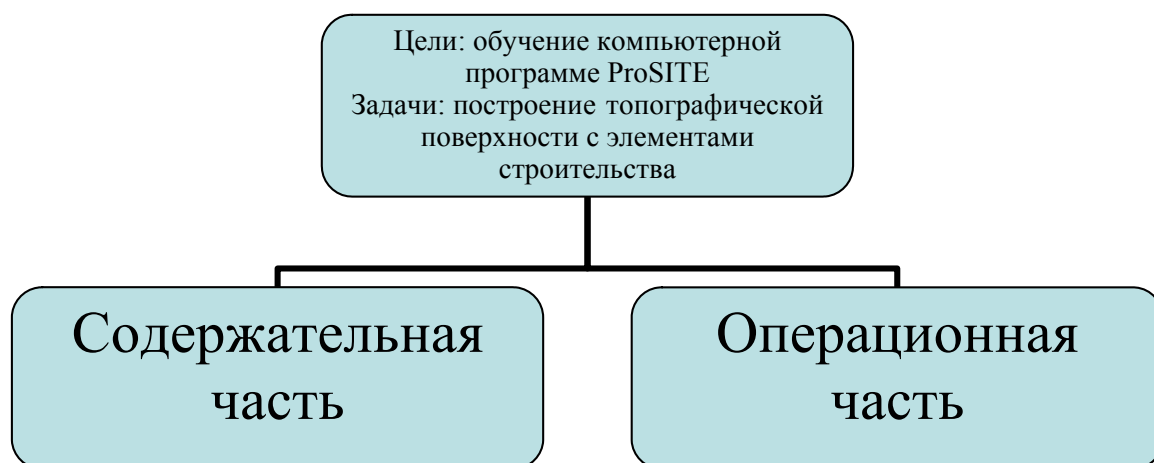 Цели: обучение компьютерной
программе ProSITE
Задачи: построение топографической
поверхности с элементами
строительства
Содержательная
часть
Операционная
часть